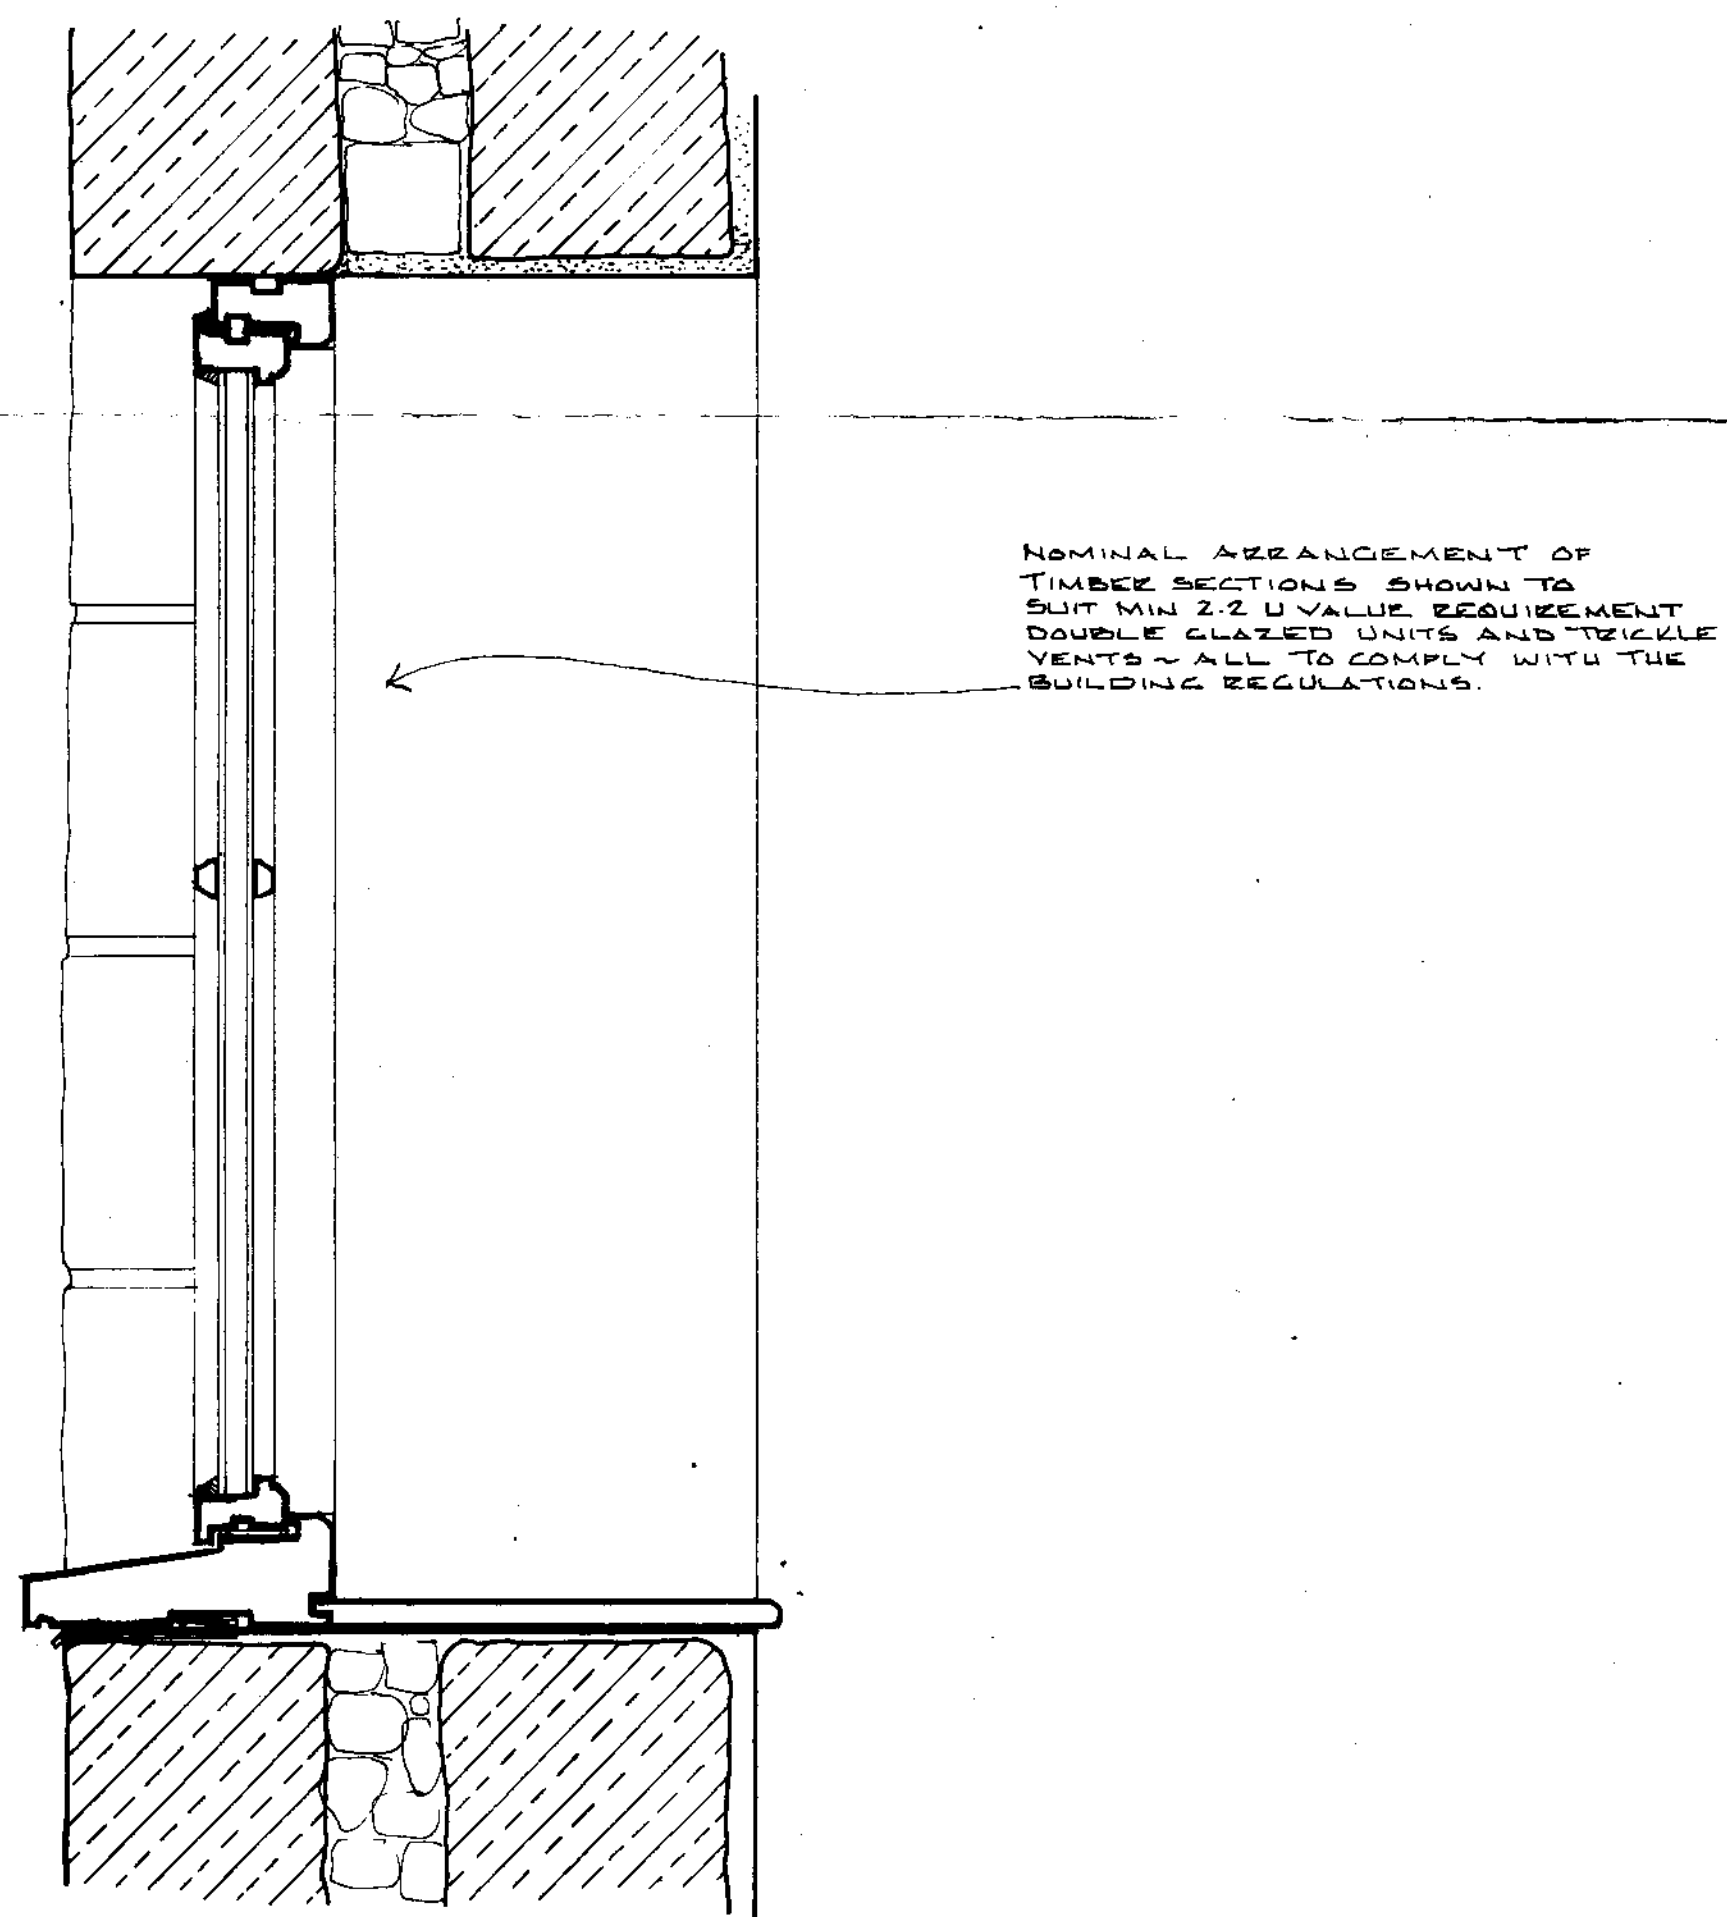 NOMINAL ARRANGEMENT OF
TIMBER SECTIONS SHOWN TO
SUIT MIN 2.2 U VALUE REQUIREMENT
DOUBLE GLAZED UNITS AND TRICKLE
VENTS ~ ALL TO COMPLY WITH THE
BUILDING REGULATIONS.